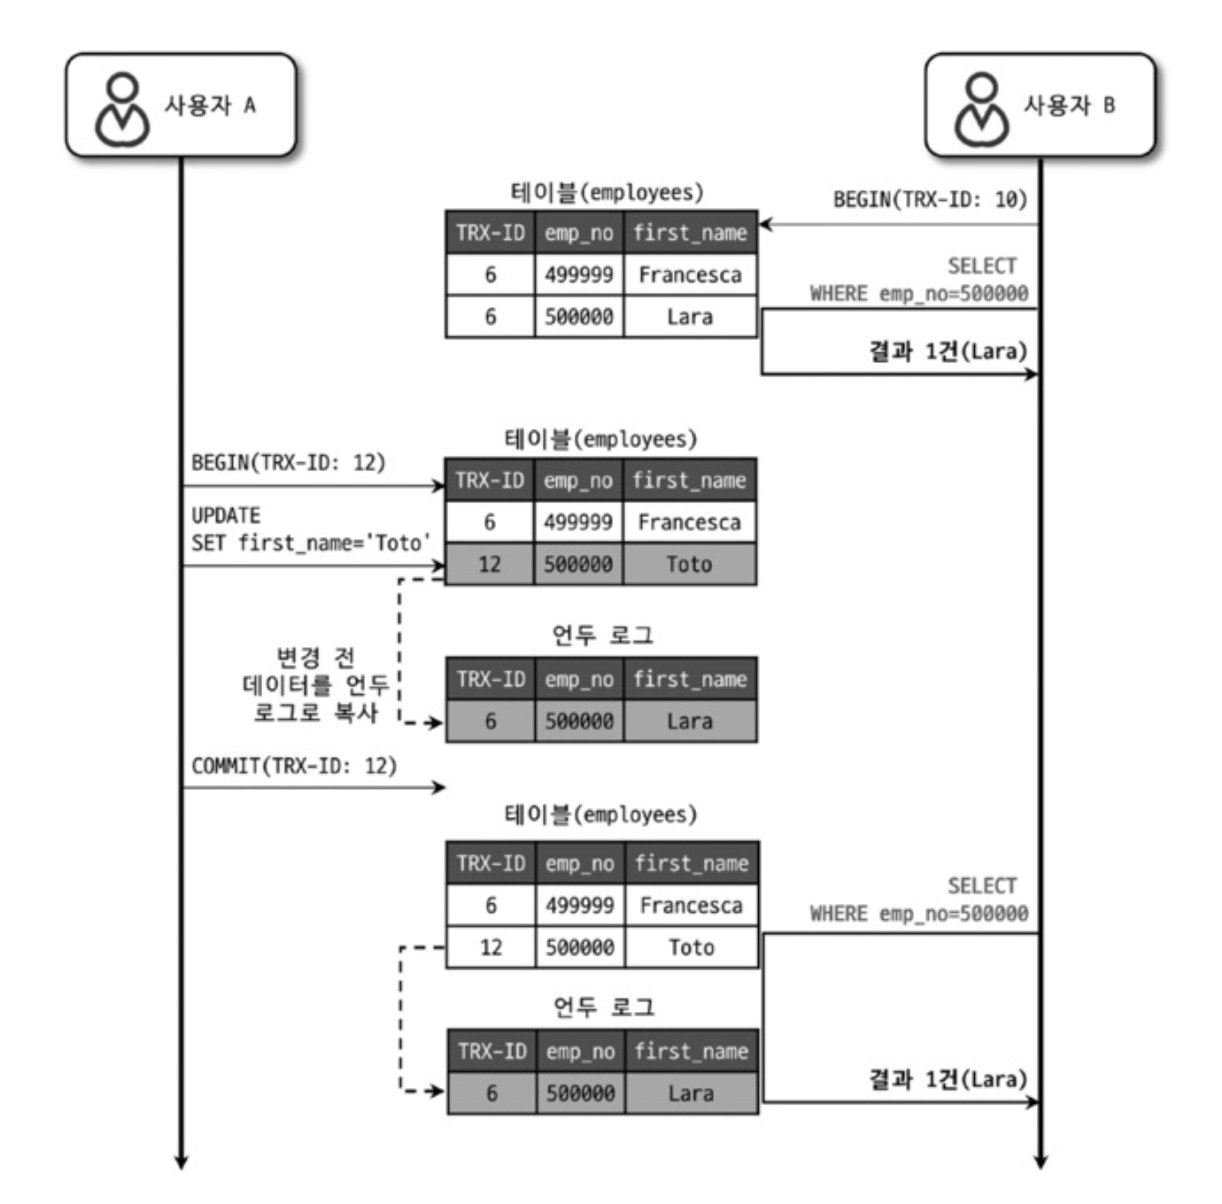 사용자 A
사용자 B
테이블(employees)
BEGIN(TRX-ID: 10)
TRX-ID emp_no first_name
6 499999 Francesca
6 500000 Lara
SELECT
WHERE emp_no=500000
결과 1건(Lara)
테이블(employees)
BEGIN(TRX-ID: 12)
TRX-ID emp_no first_name
UPDATE
SET first_name='Toto'
6 499999 Francesca
12 500000 Toto
언두 로그
변경 전
데이터를 언두
로그로 복사
TRX-ID emp_no first_name
6 500000 Lara
COMMIT(TRX-ID: 12)
테이블(employees)
TRX-ID emp_no first_name
6 499999 Francesca
12 500000 Toto
SELECT
WHERE emp_no=500000
언두 로그
TRX-ID emp_no first_name
6 500000 Lara
결과 1건(Lara)